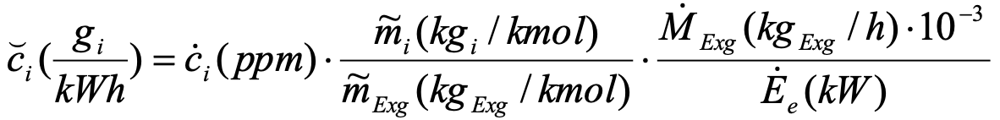 c̆ᵢ(gᵢ/kWh) = ċᵢ(ppm) · m̃ᵢ(kgᵢ/kmol)/m̃_Exg(kg_Exg/kmol) · Ṁ_Exg(kg_Exg/h)·10⁻³/Ėₑ(kW)